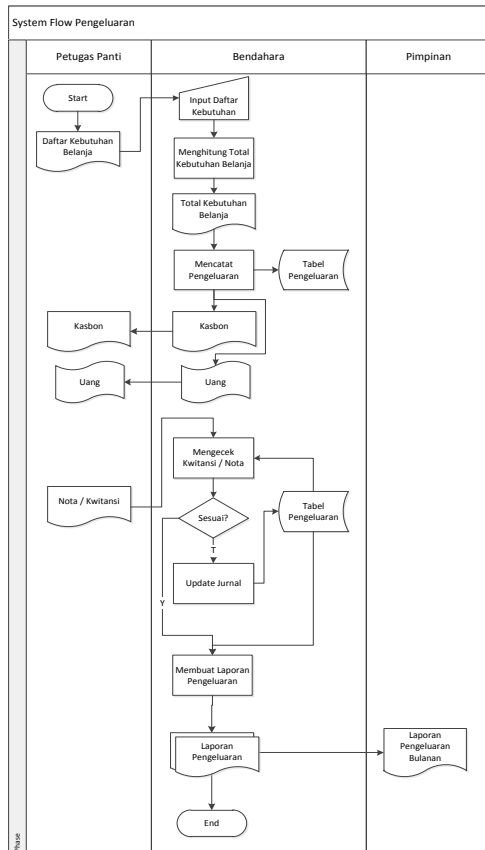 System Flow Pengeluaran
Petugas Panti
Bendahara
Pimpinan
Start
Input Daftar
Kebutuhan
Daftar Kebutuhan
Belanja
Menghitung Total
Kebutuhan Belanja
Total Kebutuhan
Belanja
Mencatat
Pengeluaran
Tabel
Pengeluaran
Kasbon
Kasbon
Uang
Uang
Mengecek
Kwitansi / Nota
Nota / Kwitansi
Sesuai?
Tabel
Pengeluaran
T
Update Jurnal
Y
Membuat Laporan
Pengeluaran
Laporan
Pengeluaran
Laporan
Pengeluaran
Bulanan
End
Phase